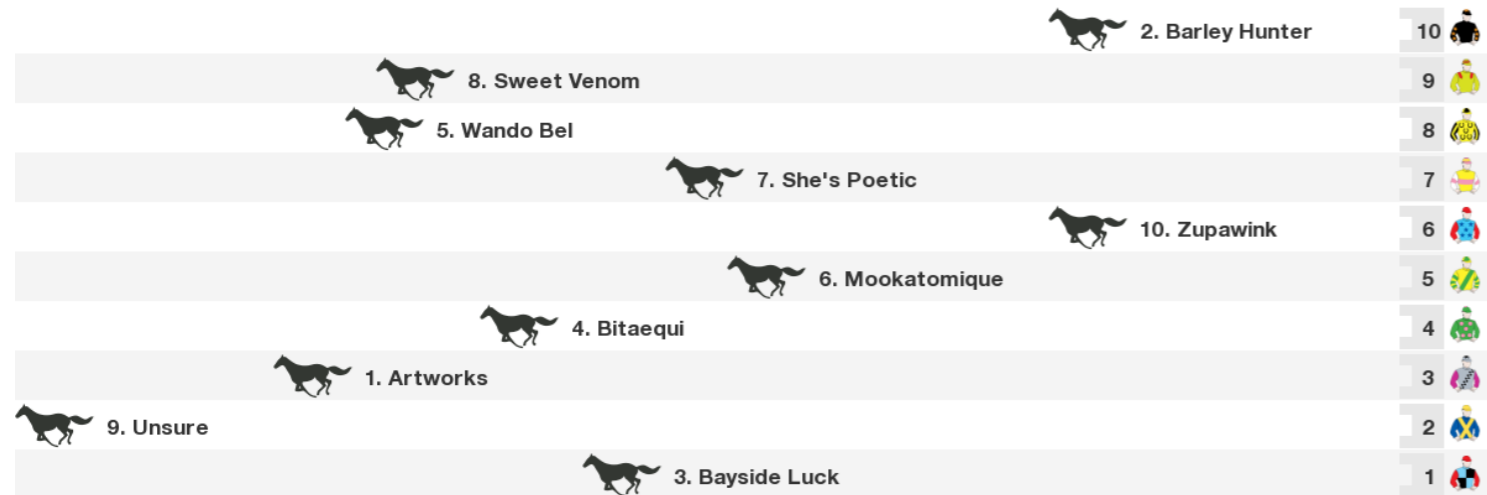 2. Barley Hunter 10
8. Sweet Venom 9
5. Wando Bel 8
7. She's Poetic 7
10. Zupawink 6
6. Mookatomique 5
4. Bitaequi 4
1. Artworks 3
9. Unsure 2
3. Bayside Luck 1